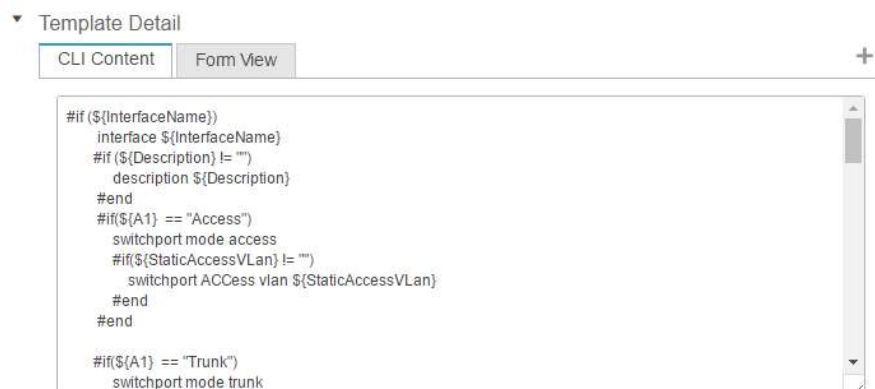 Template Detail
CLI Content Form View
#if (${InterfaceName})
interface ${InterfaceName}
#if (${Description} != "")
description ${Description}
#end
#if(${A1} == "Access")
switchport mode access
#if(${StaticAccessVLan} != "")
switchport ACCess vlan ${StaticAccessVLan}
#end
#end
#if(${A1} == "Trunk")
switchport mode trunk